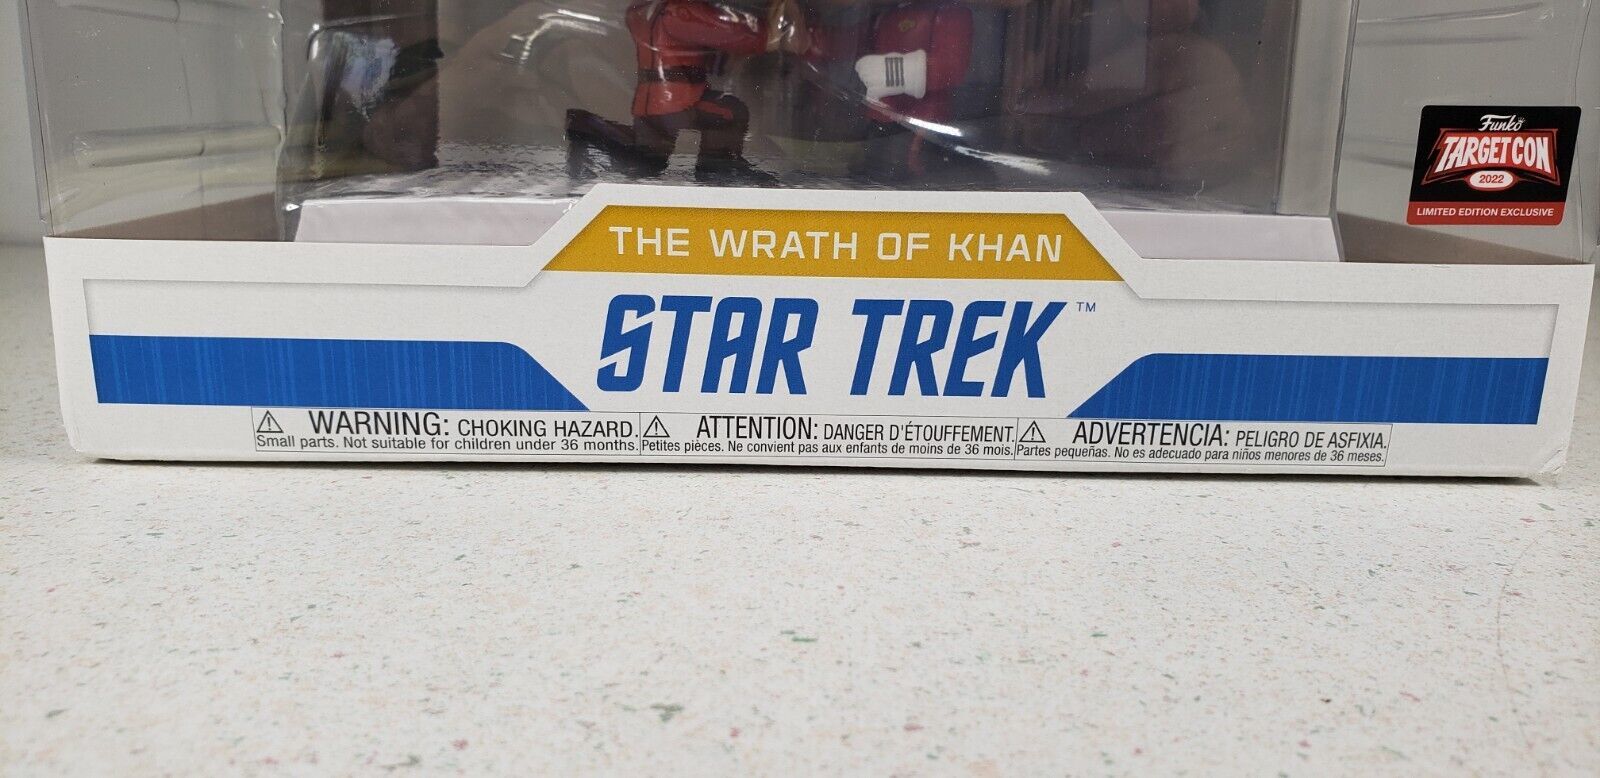 Funko
TARGET CON
2022
LIMITED EDITION EXCLUSIVE
THE WRATH OF KHAN
STAR TREK™
WARNING: CHOKING HAZARD.
Small parts. Not suitable for children under 36 months.
ATTENTION: DANGER D'ÉTOUFFEMENT.
Petites pièces. Ne convient pas aux enfants de moins de 36 mois.
ADVERTENCIA: PELIGRO DE ASFIXIA.
Partes pequeñas. No es adecuado para niños menores de 36 meses.